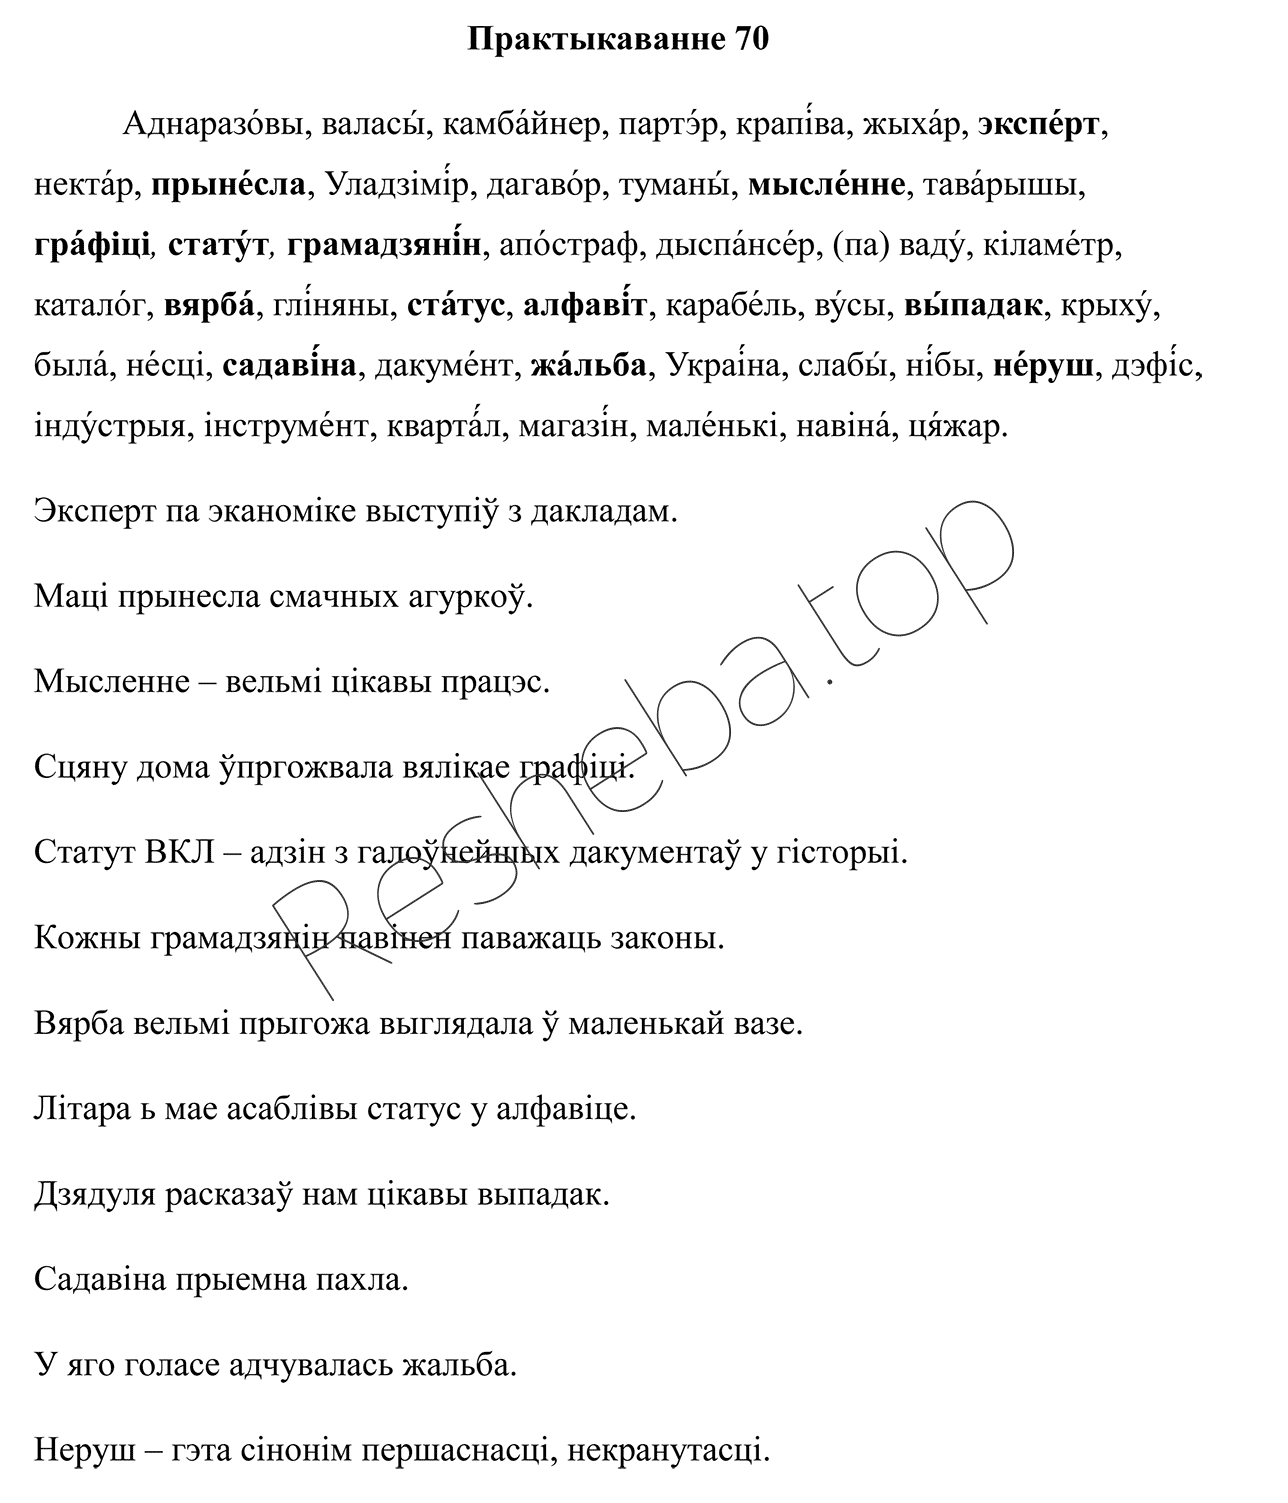 Практыкаванне 70
Аднаразо́вы, валасы́, камба́йнер, партэ́р, крапі́ва, жыха́р, экспе́рт,
некта́р, прыне́сла, Уладзімі́р, дагаво́р, туманы́, мысле́нне, тава́рышы,
гра́фіці, стату́т, грамадзяні́н, апо́страф, дыспа́нсе́р, (па) ваду́, кіламе́тр,
катало́г, вярба́, глі́няны, ста́тус, алфаві́т, карабе́ль, ву́сы, вы́падак, крыху́,
была́, не́сці, садаві́на, дакуме́нт, жа́льба, Украі́на, слабы́, ні́бы, не́руш, дэфі́с,
інду́стрыя, інструме́нт, кварта́л, магазі́н, мале́нькі, навіна́, ця́жар.
Эксперт па эканоміке выступіў з дакладам.
Маці прынесла смачных агуркоў.
Мысленне – вельмі цікавы працэс.
Сцяну дома ўпргожвала вялікае графіці.
Статут ВКЛ – адзін з галоўнейшых дакументаў у гісторыі.
Кожны грамадзянін павінен паважаць законы.
Вярба вельмі прыгожа выглядала ў маленькай вазе.
Літара ь мае асаблівы статус у алфавіце.
Дзядуля расказаў нам цікавы выпадак.
Садавіна прыемна пахла.
У яго голасе адчувалась жальба.
Неруш – гэта сінонім першаснасці, некранутасці.
Resheba.top